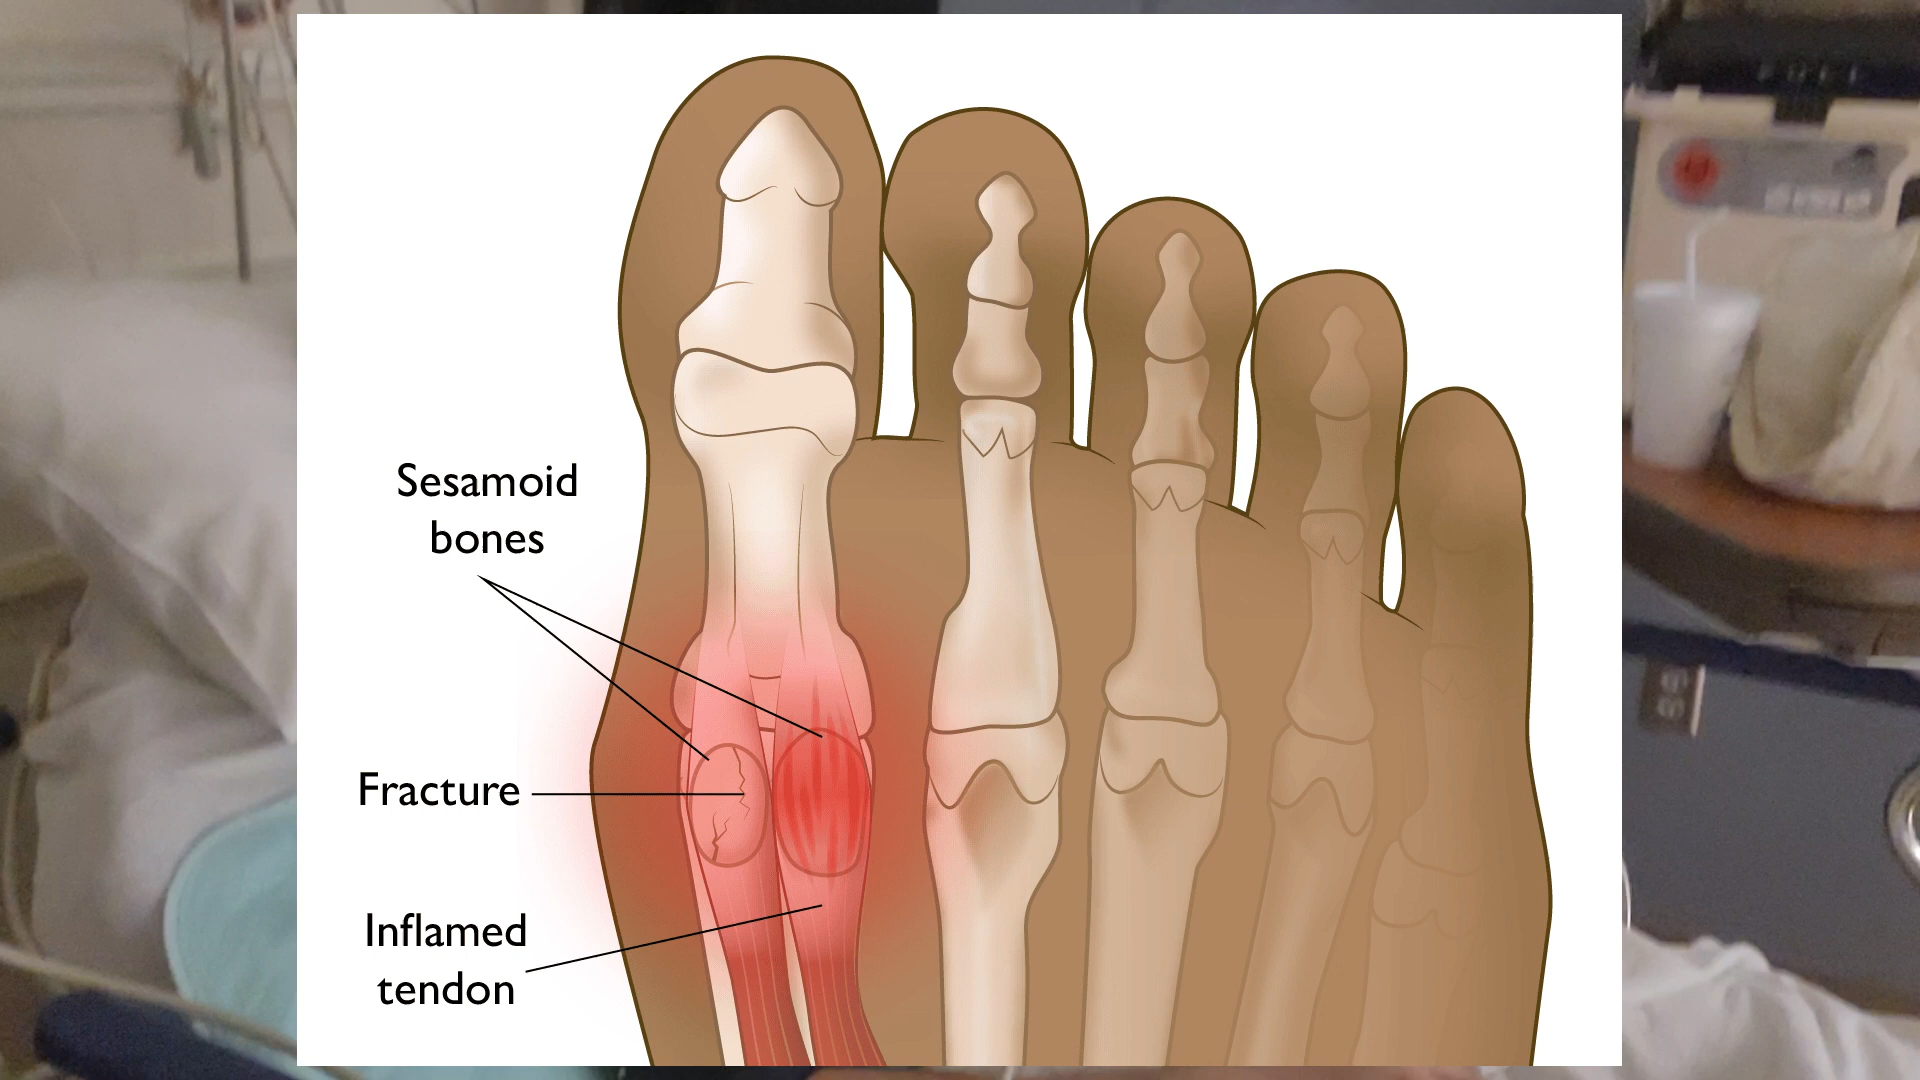 Sesamoid
bones
Fracture
Inflamed
tendon